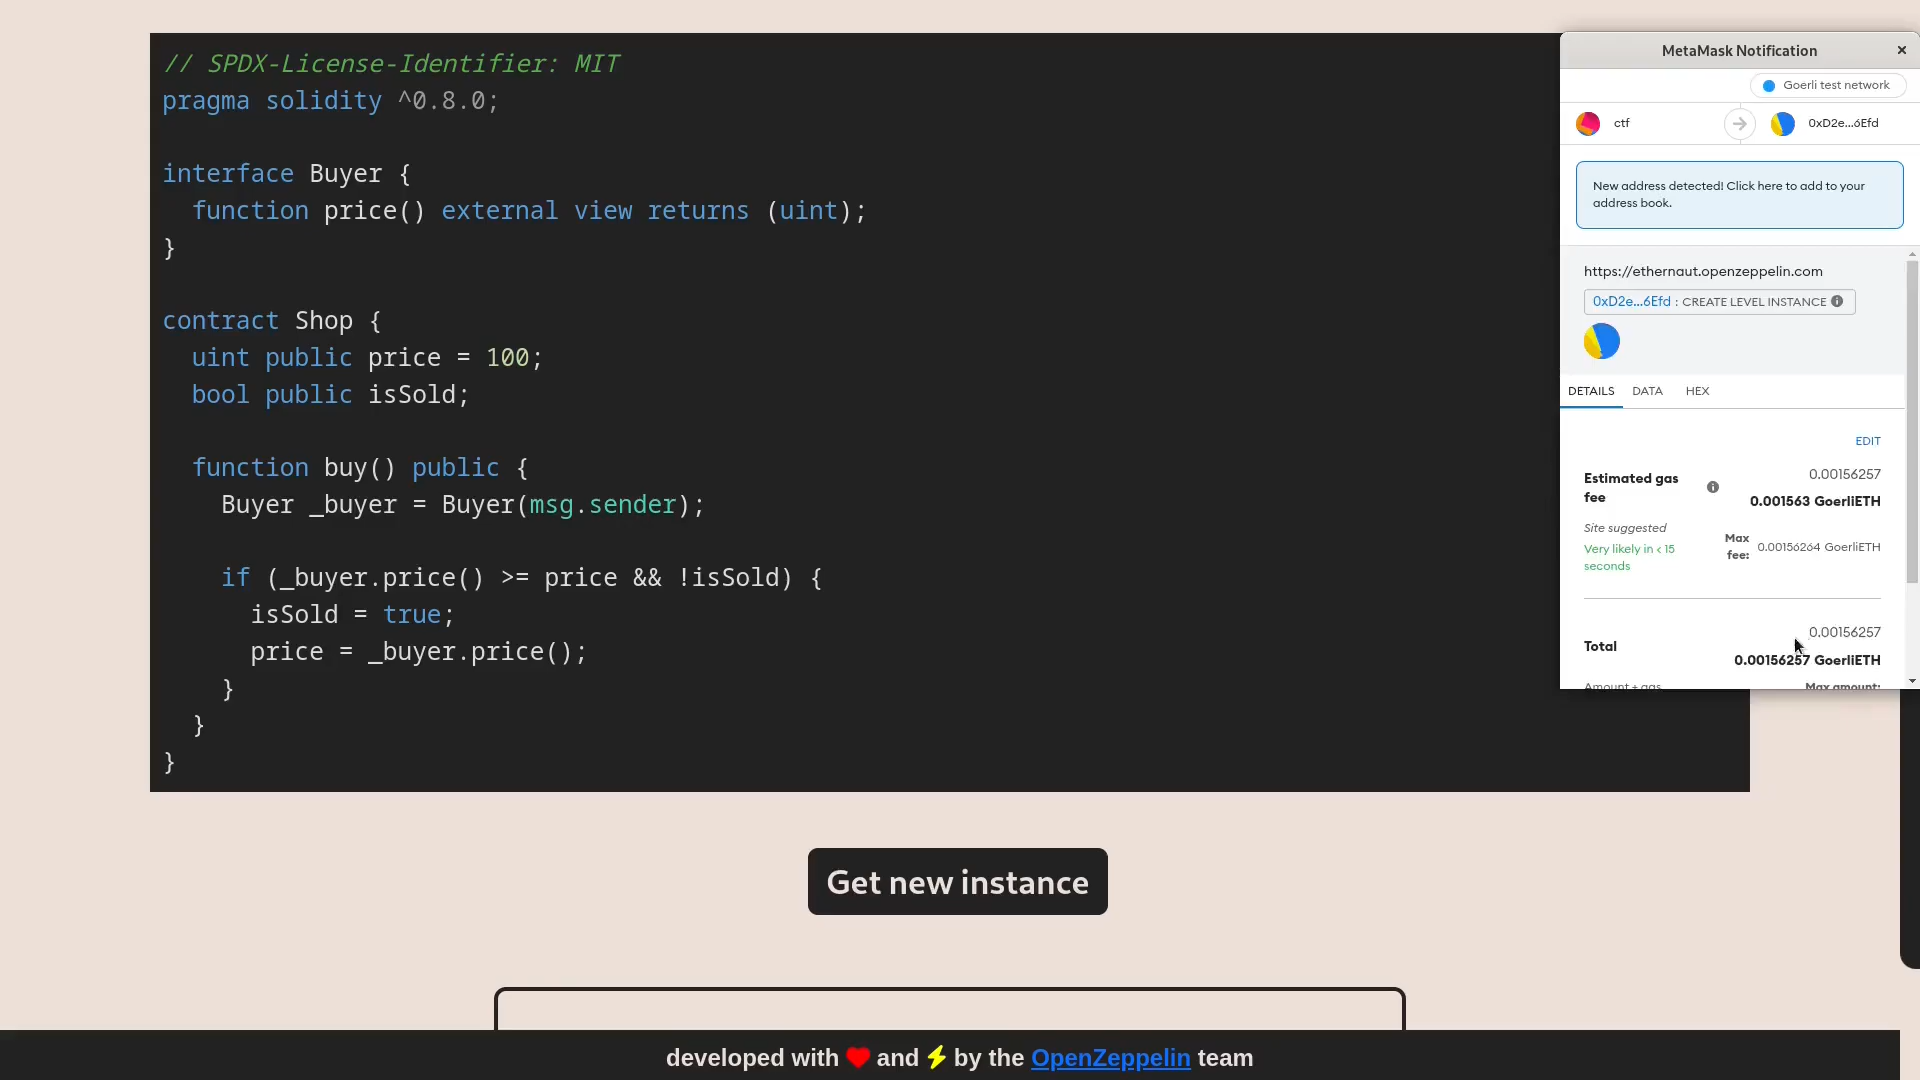 // SPDX-License-Identifier: MIT
pragma solidity ^0.8.0;
interface Buyer {
function price() external view returns (uint);
}
contract Shop {
uint public price = 100;
bool public isSold;
function buy() public {
Buyer _buyer = Buyer(msg.sender);
if (_buyer.price() >= price && !isSold) {
isSold = true;
price = _buyer.price();
}
}
}
Get new instance
developed with ❤ and ⚡ by the OpenZeppelin team
MetaMask Notification ×
Goerli test network
ctf
0xD2e...6Efd
New address detected! Click here to add to your
address book.
https://ethernaut.openzeppelin.com
0xD2e...6Efd : CREATE LEVEL INSTANCE
DETAILS DATA HEX
EDIT
Estimated gas
fee
0.00156257
0.001563 GoerliETH
Site suggested
Very likely in < 15
seconds
Max
fee:
0.00156264 GoerliETH
Total
0.00156257
0.00156257 GoerliETH
Amount + gas
Max amount: